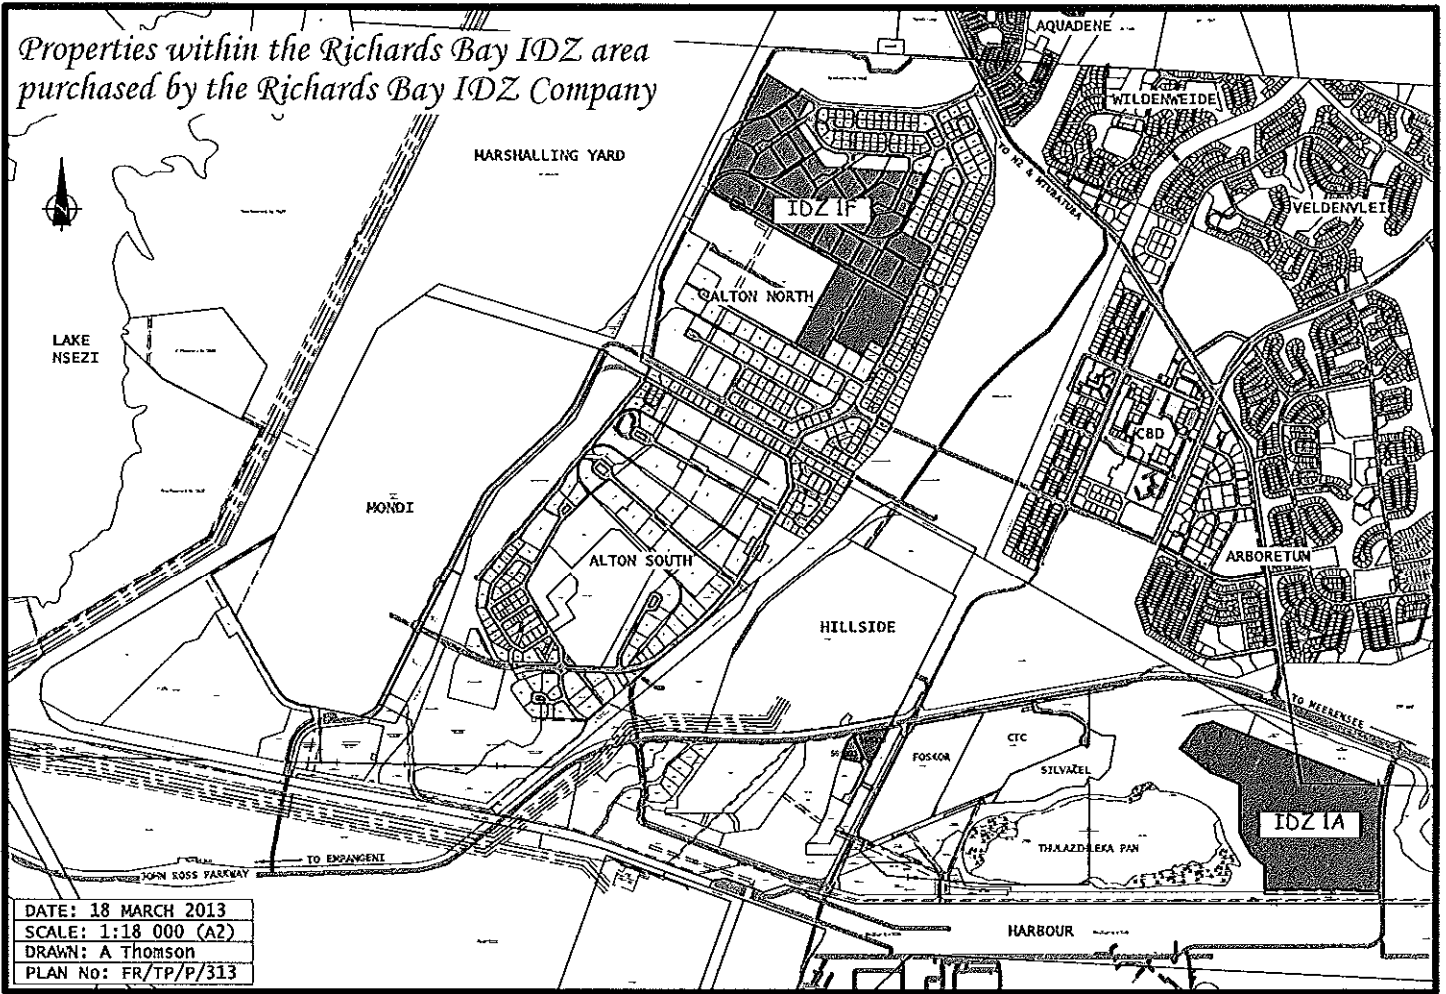 Properties within the Richards Bay IDZ area
purchased by the Richards Bay IDZ Company
AQUADENE
WILDENWEIDE
MARSHALLING YARD
TO N2 & MTUBATUBA
IDZ 1F
VELDENVLEI
ALTON NORTH
LAKE
NSEZI
CBD
MONDI
ARBORETUM
ALTON SOUTH
HILLSIDE
TO MEERENSEE
CTC
FOSKOR
SILVACEL
IDZ 1A
THULAZIHLEKA PAN
TO EMPANGENI
JOHN ROSS PARKWAY
HARBOUR
DATE: 18 MARCH 2013
SCALE: 1:18 000 (A2)
DRAWN: A Thomson
PLAN No: FR/TP/P/313